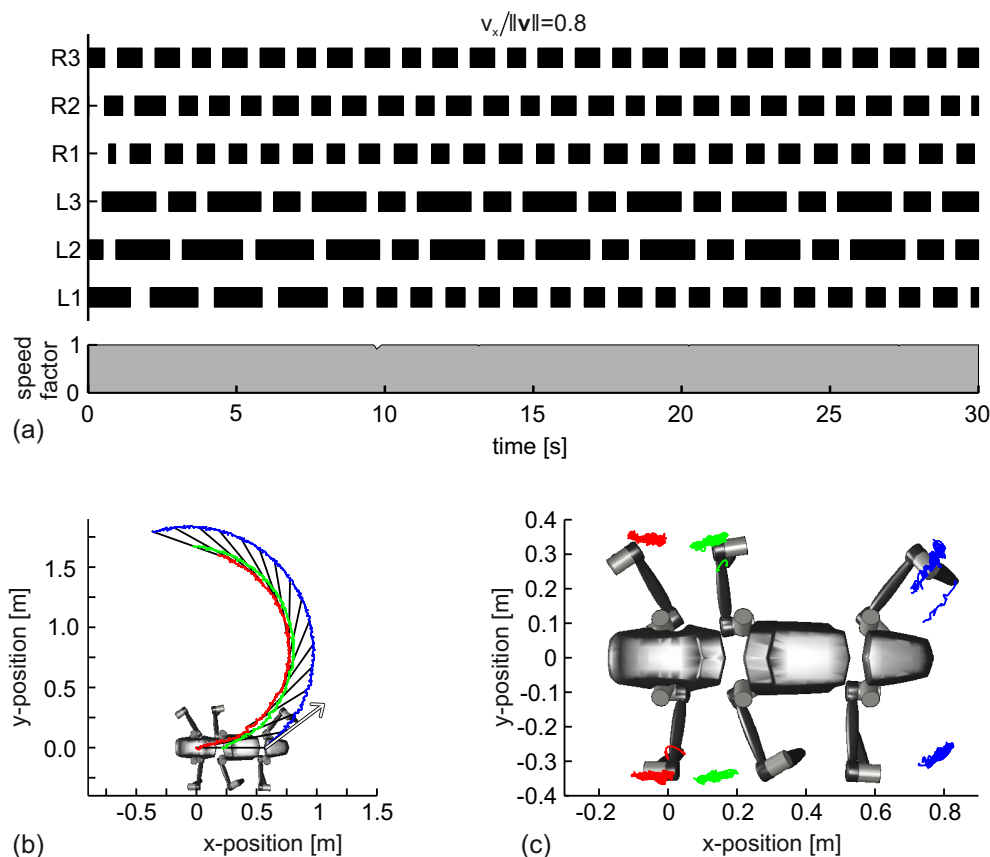 vₓ/‖v‖=0.8
R3
R2
R1
L3
L2
L1
speed factor
1
0
0 5 10 15 20 25 30
time [s]
(a)
y-position [m]
1.5
1.0
0.5
0.0
-0.5 0 0.5 1 1.5
x-position [m]
(b)
y-position [m]
0.4
0.3
0.2
0.1
0
-0.1
-0.2
-0.3
-0.4
-0.2 0 0.2 0.4 0.6 0.8
x-position [m]
(c)